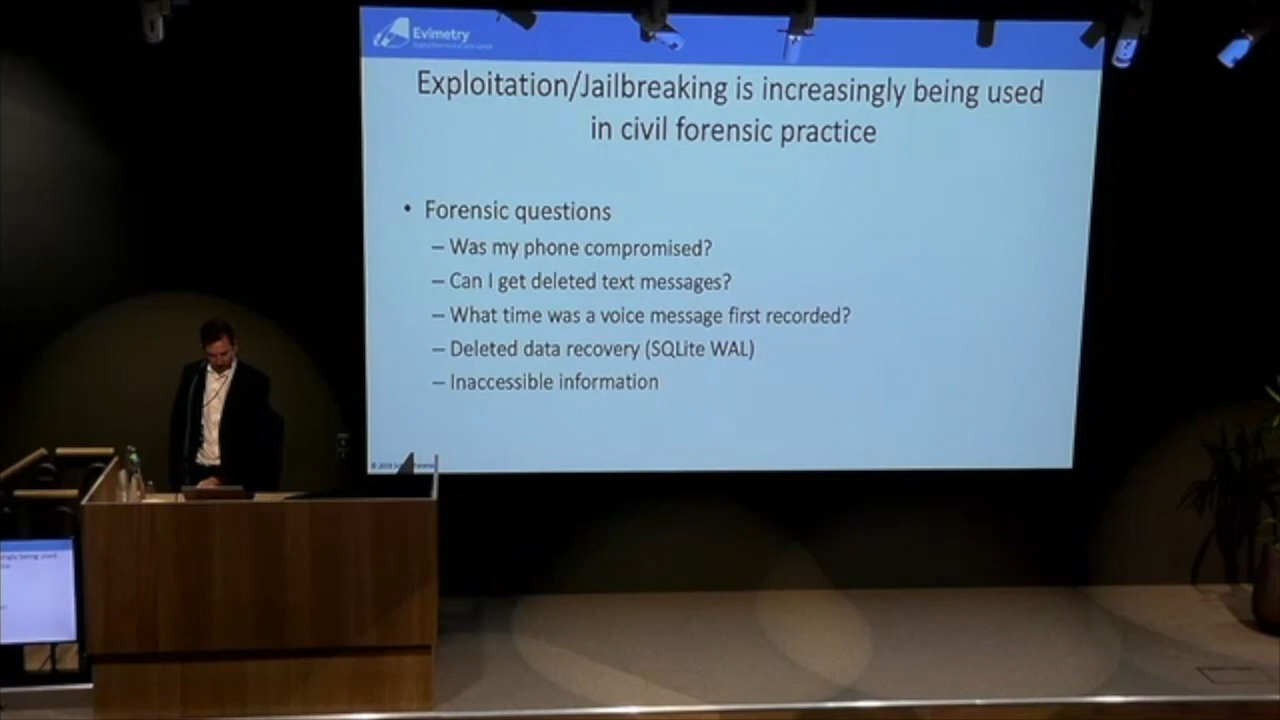 Evimetry
Exploitation/Jailbreaking is increasingly being used
in civil forensic practice
• Forensic questions
– Was my phone compromised?
– Can I get deleted text messages?
– What time was a voice message first recorded?
– Deleted data recovery (SQLite WAL)
– Inaccessible information